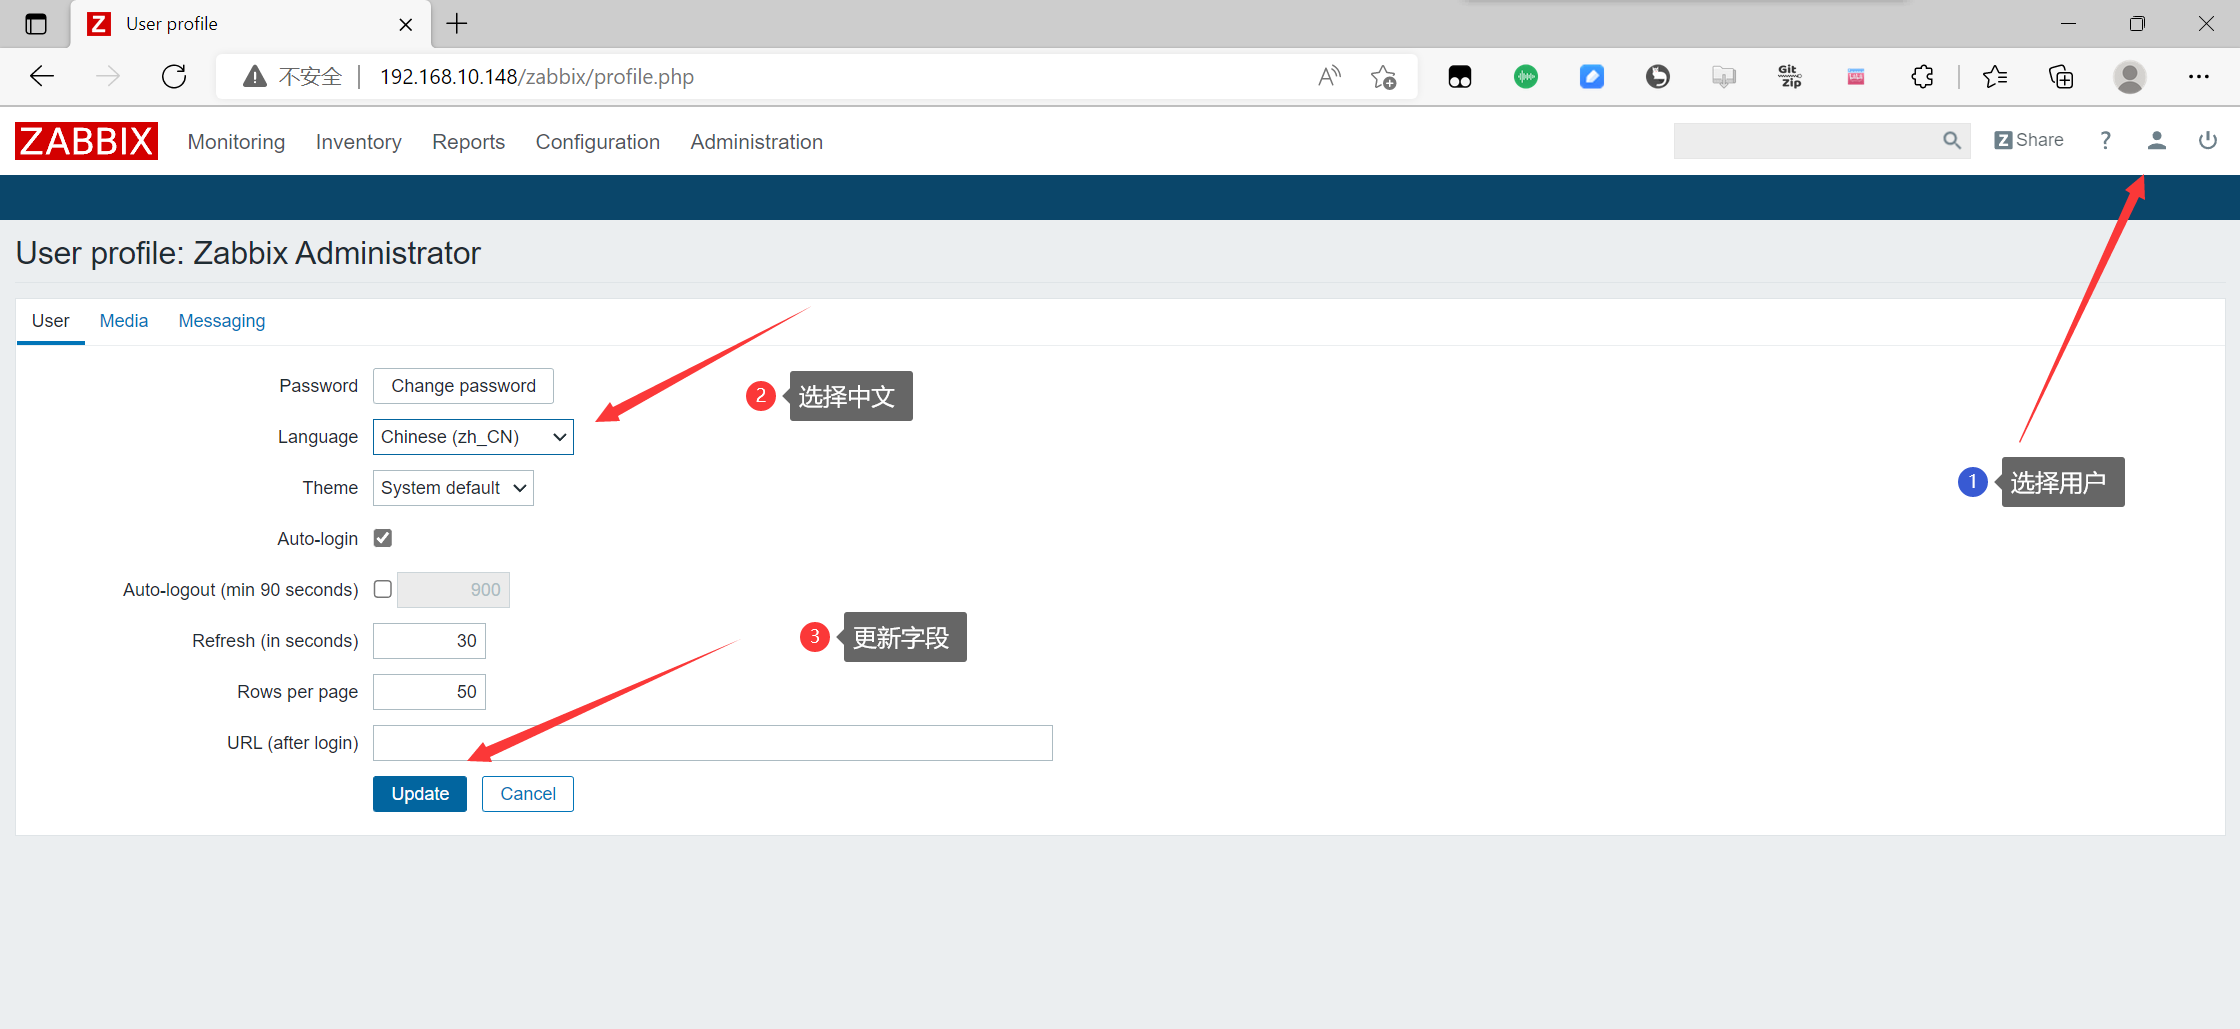 User profile
不安全 192.168.10.148/zabbix/profile.php
Git Zip
ZABBIX Monitoring Inventory Reports Configuration Administration Z Share ?
User profile: Zabbix Administrator
User Media Messaging
Password Change password
2 选择中文
Language Chinese (zh_CN)
1 选择用户
Theme System default
Auto-login
Auto-logout (min 90 seconds) 900
Refresh (in seconds) 30
3 更新字段
Rows per page 50
URL (after login)
Update Cancel